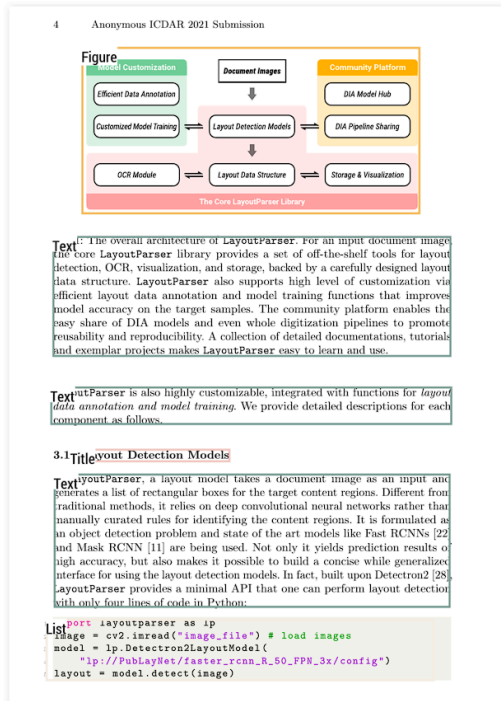 4 Anonymous ICDAR 2021 Submission
Figure
Model Customization
Document Images
Community Platform
Efficient Data Annotation
DIA Model Hub
Customized Model Training
Layout Detection Models
DIA Pipeline Sharing
OCR Module
Layout Data Structure
Storage & Visualization
The Core LayoutParser Library
Text
: The overall architecture of LayoutParser. For an input document image,
the core LayoutParser library provides a set of off-the-shelf tools for layout
detection, OCR, visualization, and storage, backed by a carefully designed layout
data structure. LayoutParser also supports high level of customization via
efficient layout data annotation and model training functions that improves
model accuracy on the target samples. The community platform enables the
easy share of DIA models and even whole digitization pipelines to promote
reusability and reproducibility. A collection of detailed documentations, tutorials
and exemplar projects makes LayoutParser easy to learn and use.
Text
utParser is also highly customizable, integrated with functions for layout
data annotation and model training. We provide detailed descriptions for each
component as follows.
3.1 Title yout Detection Models
Text
youtParser, a layout model takes a document image as an input and
generates a list of rectangular boxes for the target content regions. Different from
traditional methods, it relies on deep convolutional neural networks rather than
manually curated rules for identifying the content regions. It is formulated as
an object detection problem and state of the art models like Fast RCNNs [22]
and Mask RCNN [11] are being used. Not only it yields prediction results of
high accuracy, but also makes it possible to build a concise while generalized
interface for using the layout detection models. In fact, built upon Detectron2 [28],
LayoutParser provides a minimal API that one can perform layout detection
with only four lines of code in Python:
List
port layoutparser as lp
image = cv2.imread("image_file") # load images
model = lp.Detectron2LayoutModel(
"lp://PubLayNet/faster_rcnn_R_50_FPN_3x/config")
layout = model.detect(image)